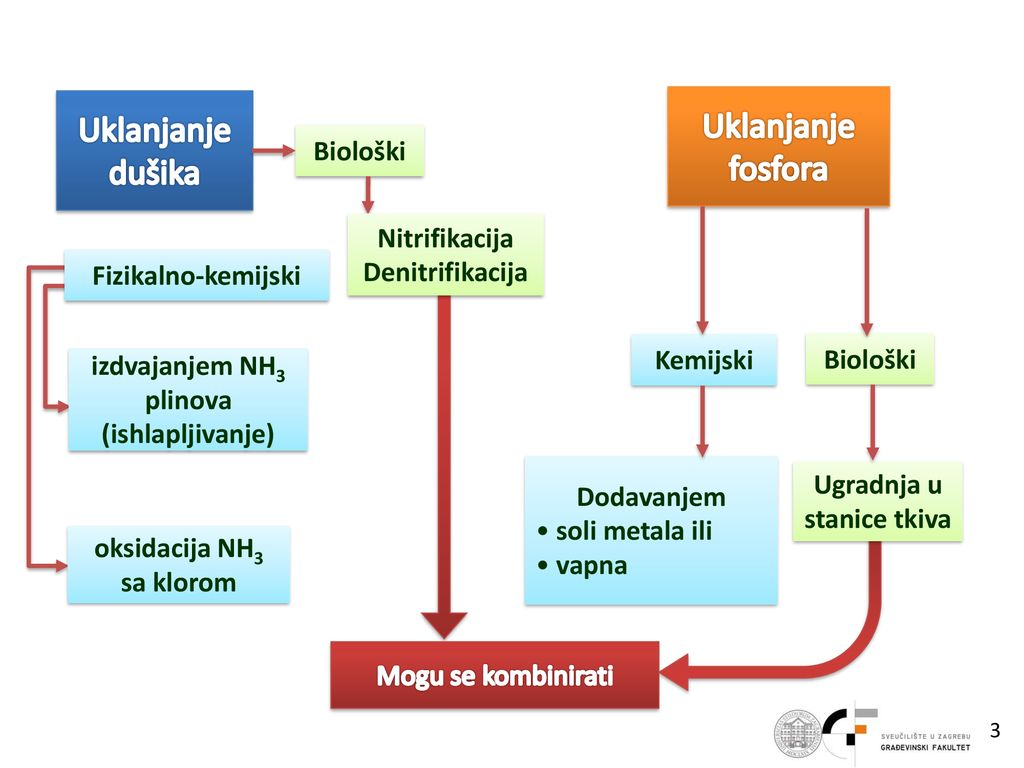 Uklanjanje
dušika
Biološki
Nitrifikacija
Denitrifikacija
Fizikalno-kemijski
izdvajanjem NH₃
plinova
(ishlapljivanje)
oksidacija NH₃
sa klorom
Uklanjanje
fosfora
Kemijski
Biološki
Dodavanjem
• soli metala ili
• vapna
Ugradnja u
stanice tkiva
Mogu se kombinirati
SVEUČILIŠTE U ZAGREBU
GRAĐEVINSKI FAKULTET
3